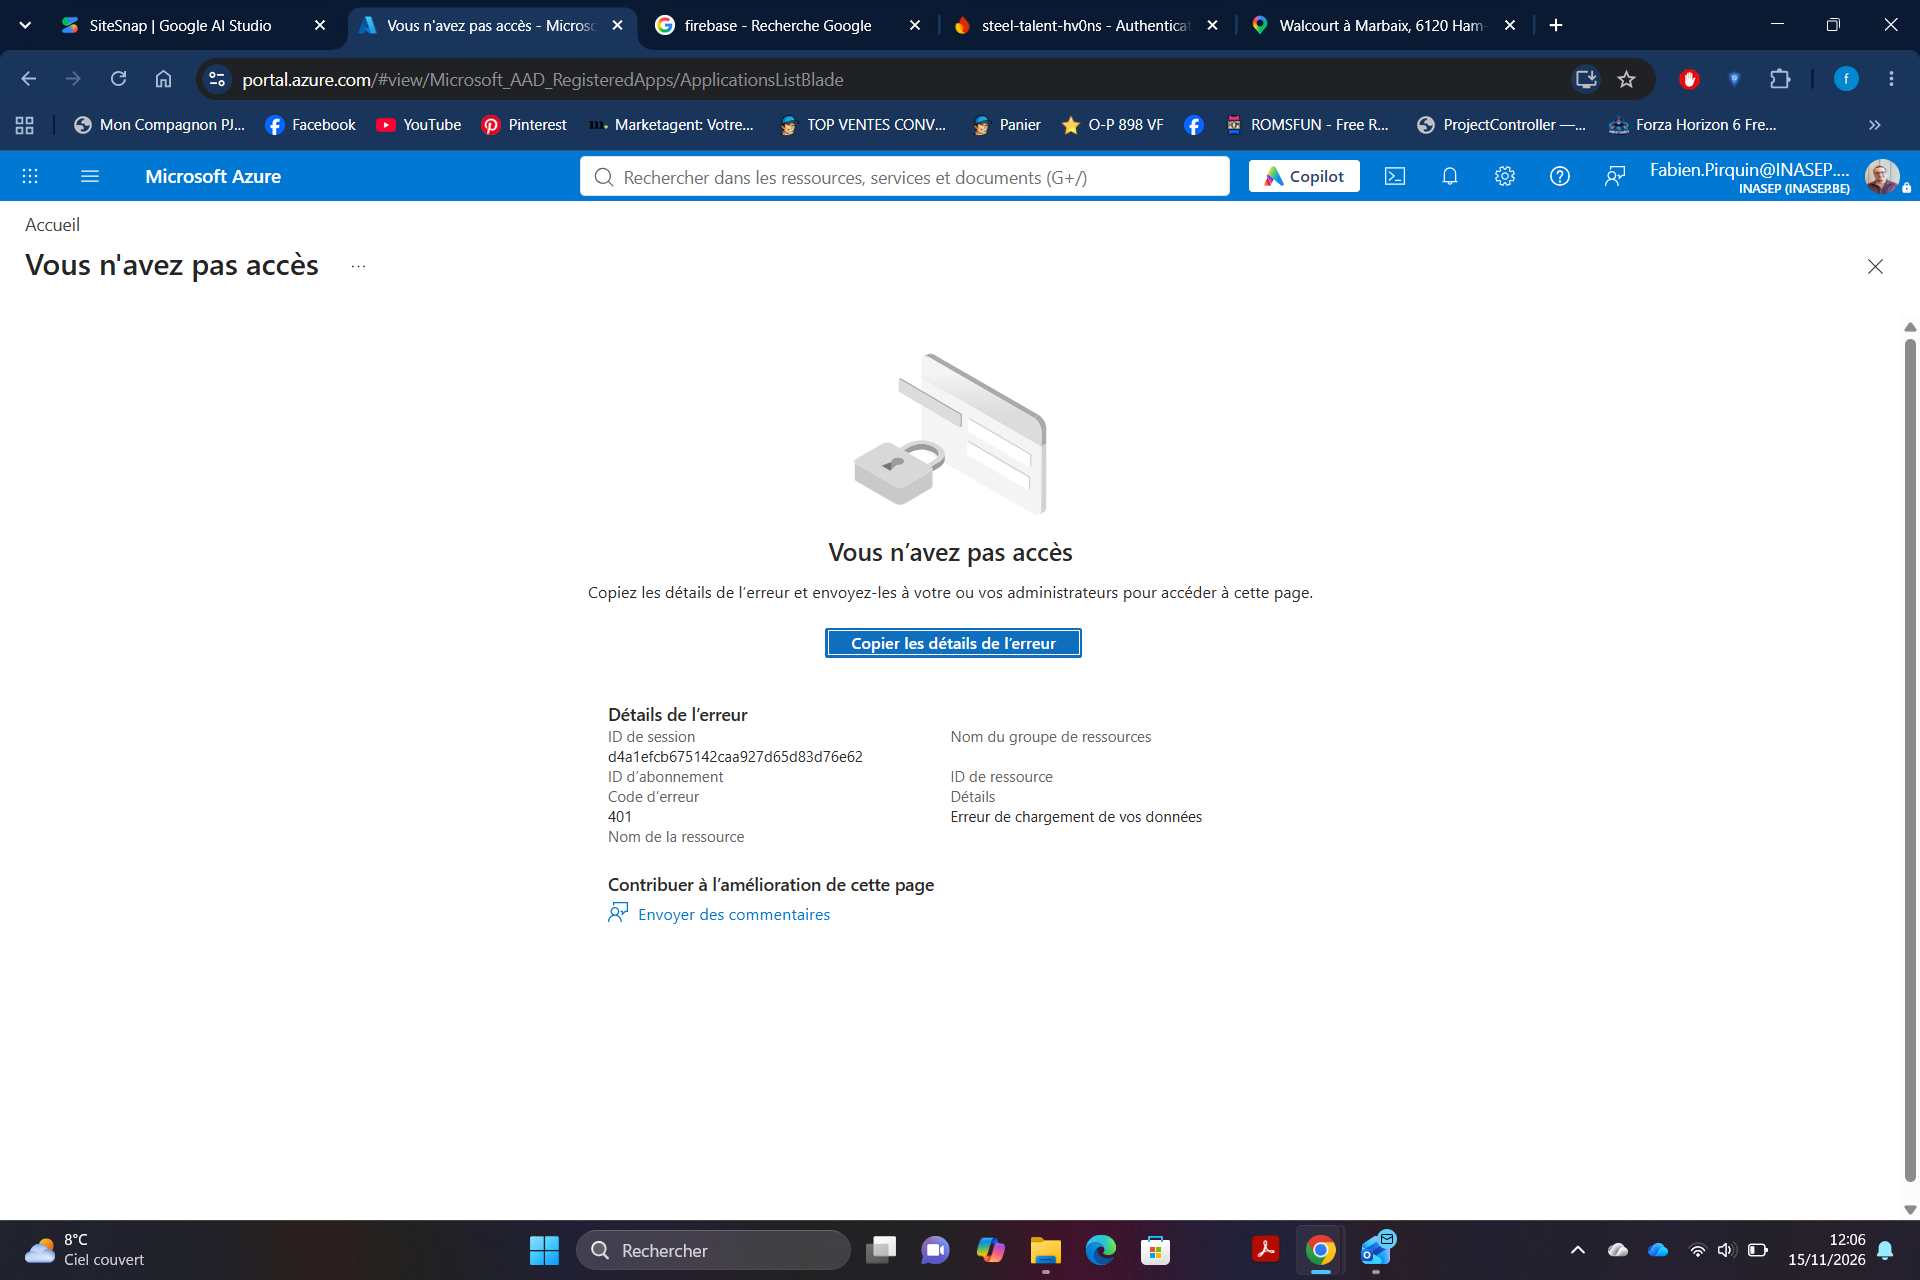 SiteSnap | Google AI Studio
Vous n'avez pas accès - Micros
firebase - Recherche Google
steel-talent-hv0ns - Authenticat
Walcourt à Marbaix, 6120 Ham-
portal.azure.com/#view/Microsoft_AAD_RegisteredApps/ApplicationsListBlade
f
Mon Compagnon PJ...
Facebook
YouTube
Pinterest
m.
Marketagent: Votre...
TOP VENTES CONV...
Panier
O-P 898 VF
ROMSFUN - Free R...
ProjectController —...
Forza Horizon 6 Fre...
Microsoft Azure
Rechercher dans les ressources, services et documents (G+/)
Copilot
Fabien.Pirquin@INASEP....
INASEP (INASEP.BE)
Accueil
Vous n'avez pas accès
...
Vous n’avez pas accès
Copiez les détails de l’erreur et envoyez-les à votre ou vos administrateurs pour accéder à cette page.
Copier les détails de l’erreur
Détails de l’erreur
ID de session
d4a1efcb675142caa927d65d83d76e62
Nom du groupe de ressources
ID d’abonnement
ID de ressource
Code d’erreur
401
Détails
Erreur de chargement de vos données
Nom de la ressource
Contribuer à l’amélioration de cette page
Envoyer des commentaires
8°C
Ciel couvert
Rechercher
12:06
15/11/2026